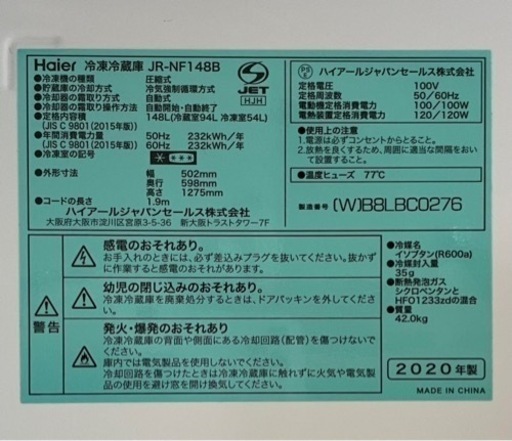 Haier 冷凍冷蔵庫 JR-NF148B
S
JET
HJH
●冷凍機の種類 圧縮式
●貯蔵室の冷却方式 冷気強制循環方式
●冷却器の霜取り方式 自動式
●冷却器の霜取り操作方法 自動開始・自動終了
●定格内容積 148L(冷蔵室94L, 冷凍室54L)
(JIS C 9801(2015年版))
●年間消費電力量 50Hz 232kWh/年
(JIS C 9801(2015年版)) 60Hz 232kWh/年
●冷凍室の記号
●外形寸法 幅 502mm
奥行 598mm
高さ 1275mm
●コードの長さ 1.9m
ハイアールジャパンセールス株式会社
大阪府大阪市淀川区宮原3-5-36 新大阪トラストタワー7F
PS
E
ハイアールジャパンセールス株式会社
定格電圧 100V
定格周波数 50/60Hz
電動機定格消費電力 100/100W
電熱装置定格消費電力 120/120W
●使用上の注意
1.電源は必ずコンセントからとること。
2.放熱を良くするため、周囲に適当な間隔をおいて設置すること。
●温度ヒューズ 77℃
製造番号 (W)B8LBC0276
警告
感電のおそれあり。
お手入れのときには、必ず差込みプラグを抜いてください。抜かずに作業すると感電のおそれがあります。
幼児の閉じ込めのおそれあり。
冷凍冷蔵庫を廃棄処分するときは、ドアパッキンを外してください。
発火・爆発のおそれあり。
冷凍冷蔵庫の背面や側面にある冷却回路（配管）を傷つけないでください。
庫内では電気製品を使用しないでください。
冷却回路を傷つけたときは冷凍冷蔵庫に触れずに火気や電気製品の使用を避け窓を開け換気してください。
●冷媒名
イソブタン(R600a)
●冷媒封入量
35g
●断熱発泡ガス
シクロペンタンと
HFO1233zdの混合
●質量
42.0kg
2020年製
MADE IN CHINA